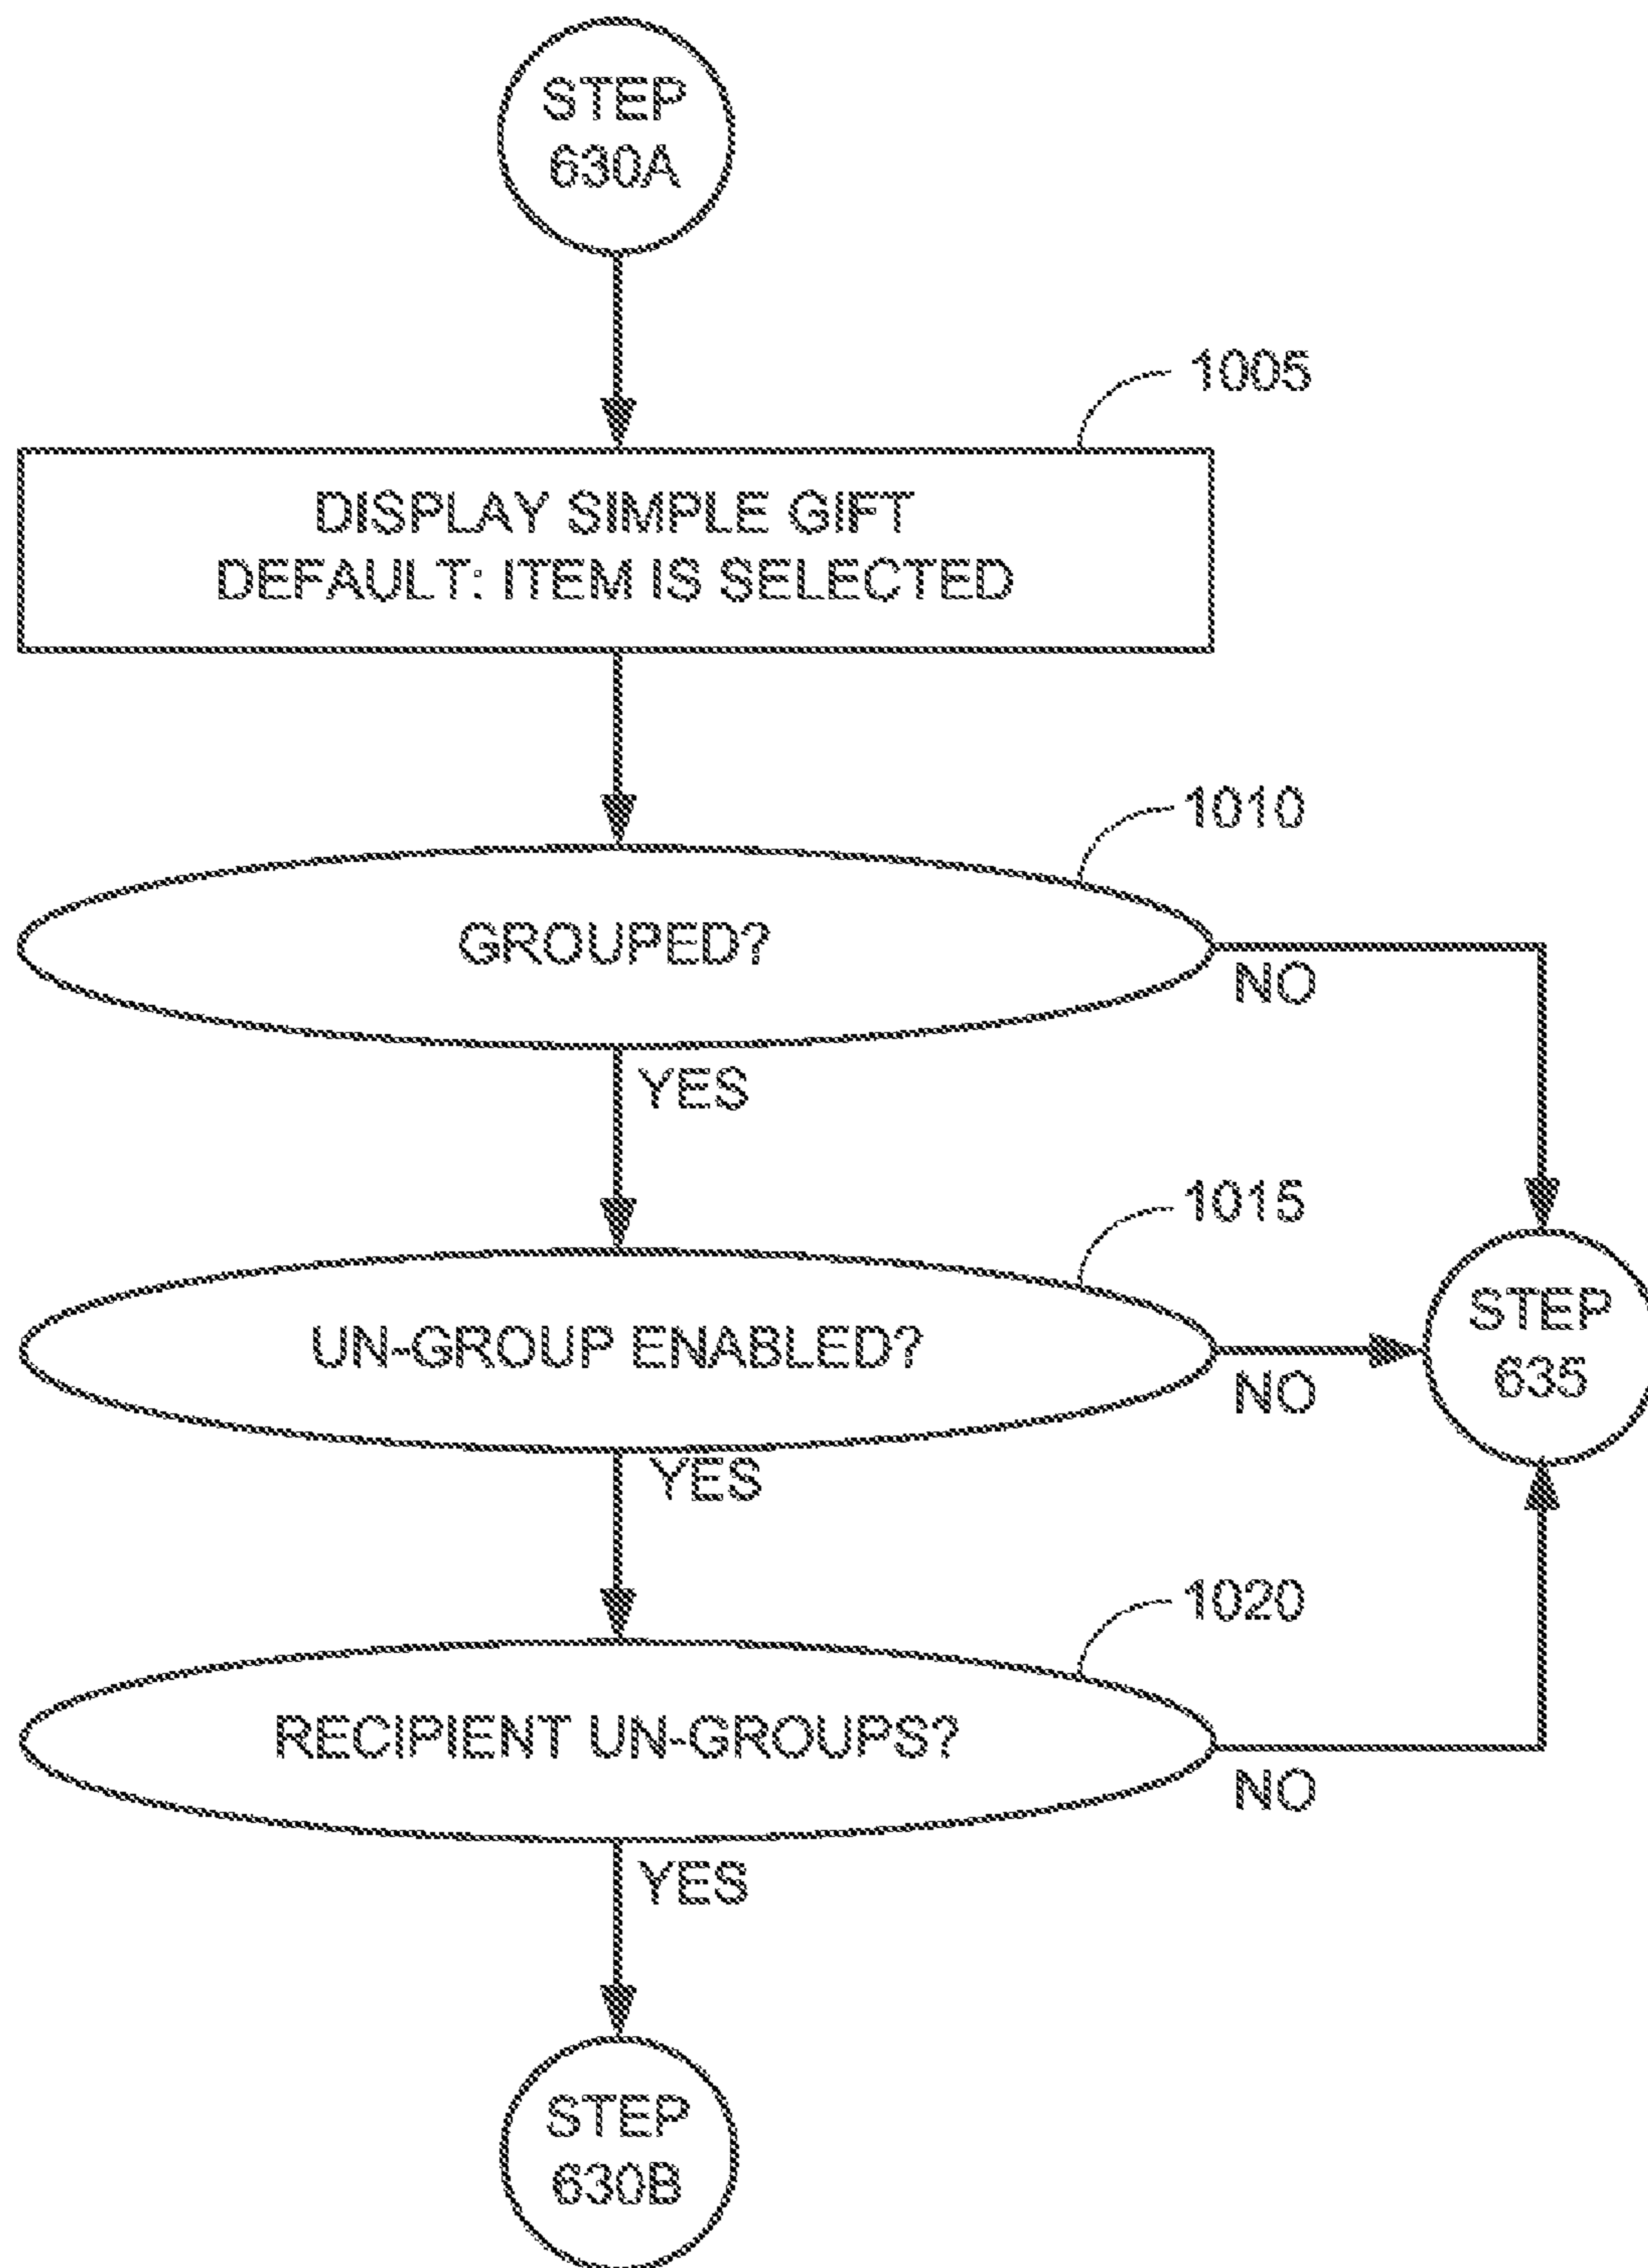 STEP
630A
1005
DISPLAY SIMPLE GIFT
DEFAULT: ITEM IS SELECTED
1010
GROUPED?
NO
YES
1015
UN-GROUP ENABLED?
NO
STEP
635
YES
1020
RECIPIENT UN-GROUPS?
NO
YES
STEP
630B